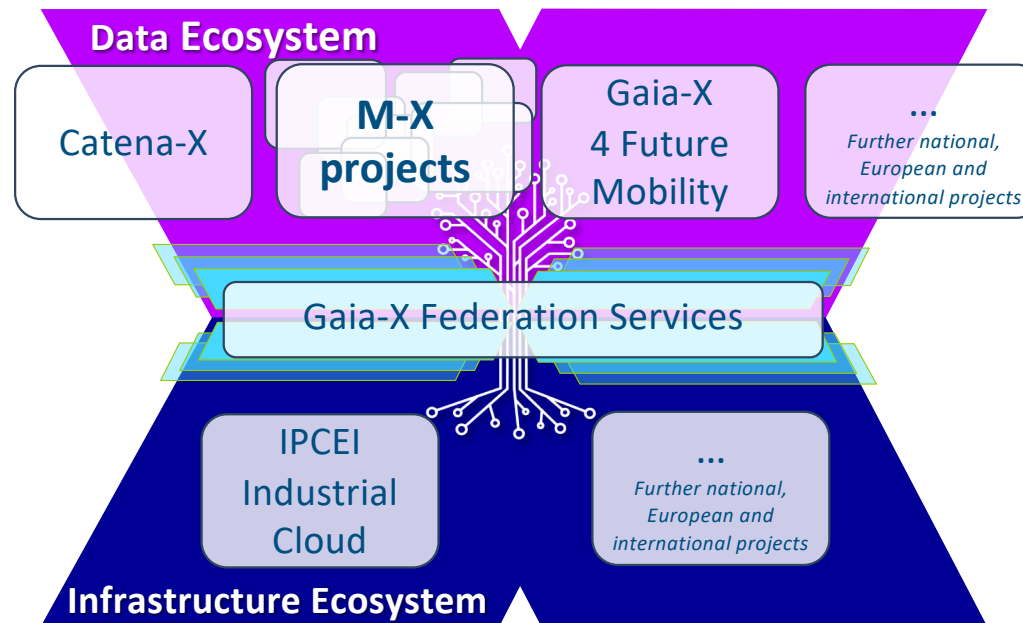 Data Ecosystem
Catena-X
M-X
projects
Gaia-X
4 Future
Mobility
...
Further national,
European and
international projects
Gaia-X Federation Services
IPCEI
Industrial
Cloud
...
Further national,
European and
international projects
Infrastructure Ecosystem